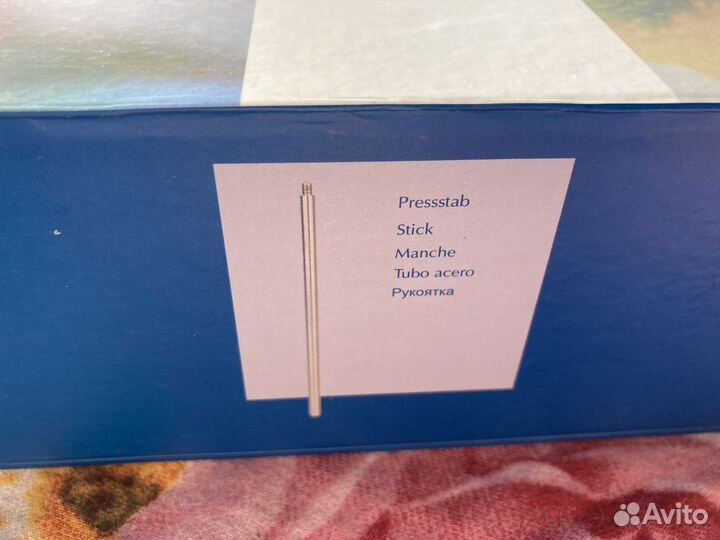 Pressstab
Stick
Manche
Tubo acero
Рукоятка
Avito